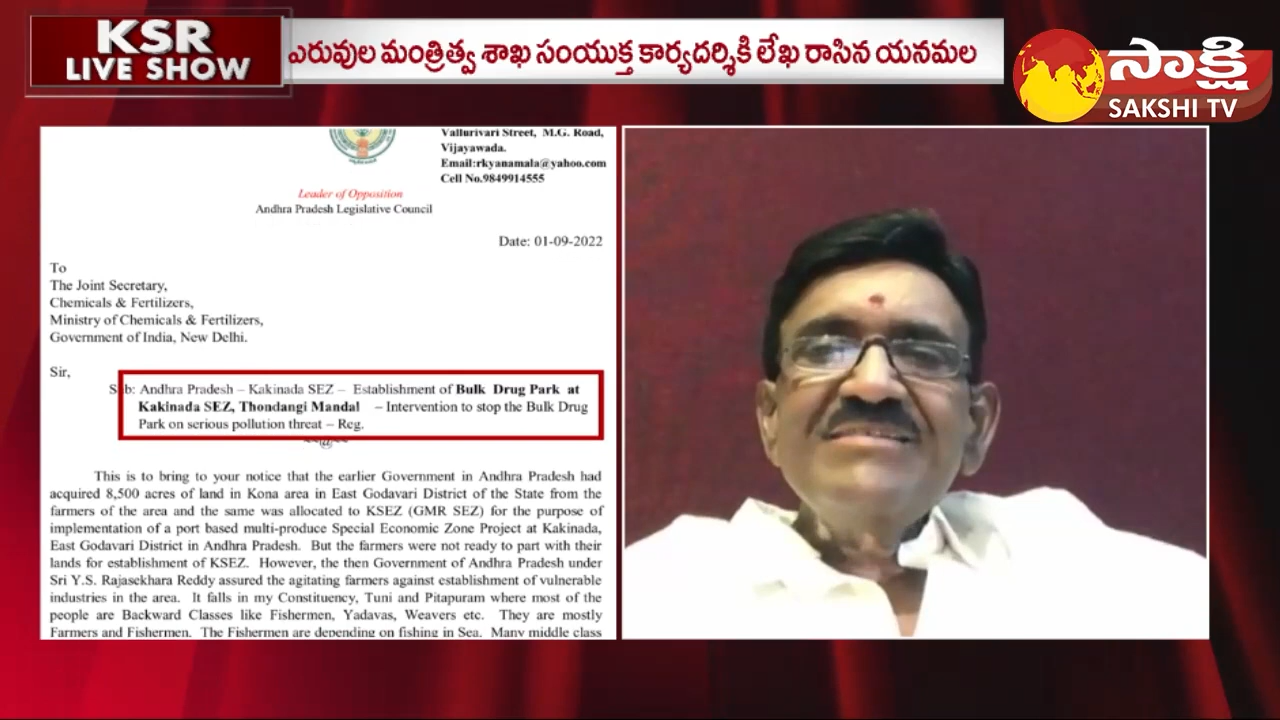 KSR
LIVE SHOW
ఎరువుల మంత్రిత్వ శాఖ సంయుక్త కార్యదర్శికి లేఖ రాసిన యనమల
సాక్షి
SAKSHI TV
Vallurivari Street, M.G. Road,
Vijayawada.
Email:rkyanamala@yahoo.com
Cell No.9849914555
Leader of Opposition
Andhra Pradesh Legislative Council
Date: 01-09-2022
To
The Joint Secretary,
Chemicals & Fertilizers,
Ministry of Chemicals & Fertilizers,
Government of India, New Delhi.
Sir,
Sub: Andhra Pradesh – Kakinada SEZ – Establishment of Bulk Drug Park at
Kakinada SEZ, Thondangi Mandal – Intervention to stop the Bulk Drug
Park on serious pollution threat – Reg.
~~@~~
This is to bring to your notice that the earlier Government in Andhra Pradesh had
acquired 8,500 acres of land in Kona area in East Godavari District of the State from the
farmers of the area and the same was allocated to KSEZ (GMR SEZ) for the purpose of
implementation of a port based multi-produce Special Economic Zone Project at Kakinada,
East Godavari District in Andhra Pradesh. But the farmers were not ready to part with their
lands for establishment of KSEZ. However, the then Government of Andhra Pradesh under
Sri Y.S. Rajasekhara Reddy assured the agitating farmers against establishment of vulnerable
industries in the area. It falls in my Constituency, Tuni and Pitapuram where most of the
people are Backward Classes like Fishermen, Yadavas, Weavers etc. They are mostly
Farmers and Fishermen. The Fishermen are depending on fishing in Sea. Many middle class